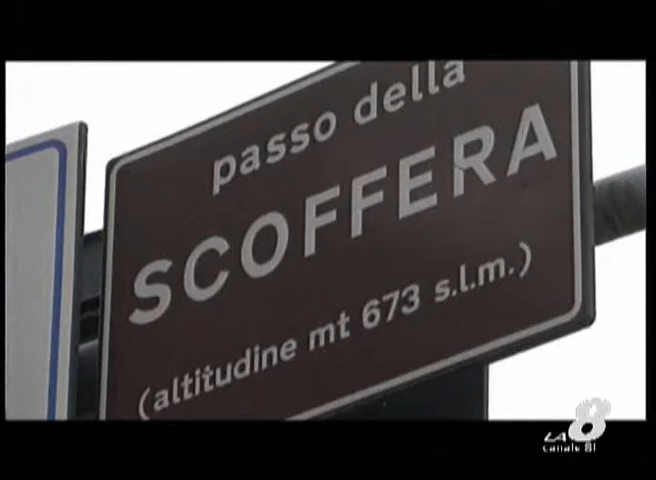 passo della
SCOFFERA
(altitudine mt 673 s.l.m.)
LA 8
canale 81